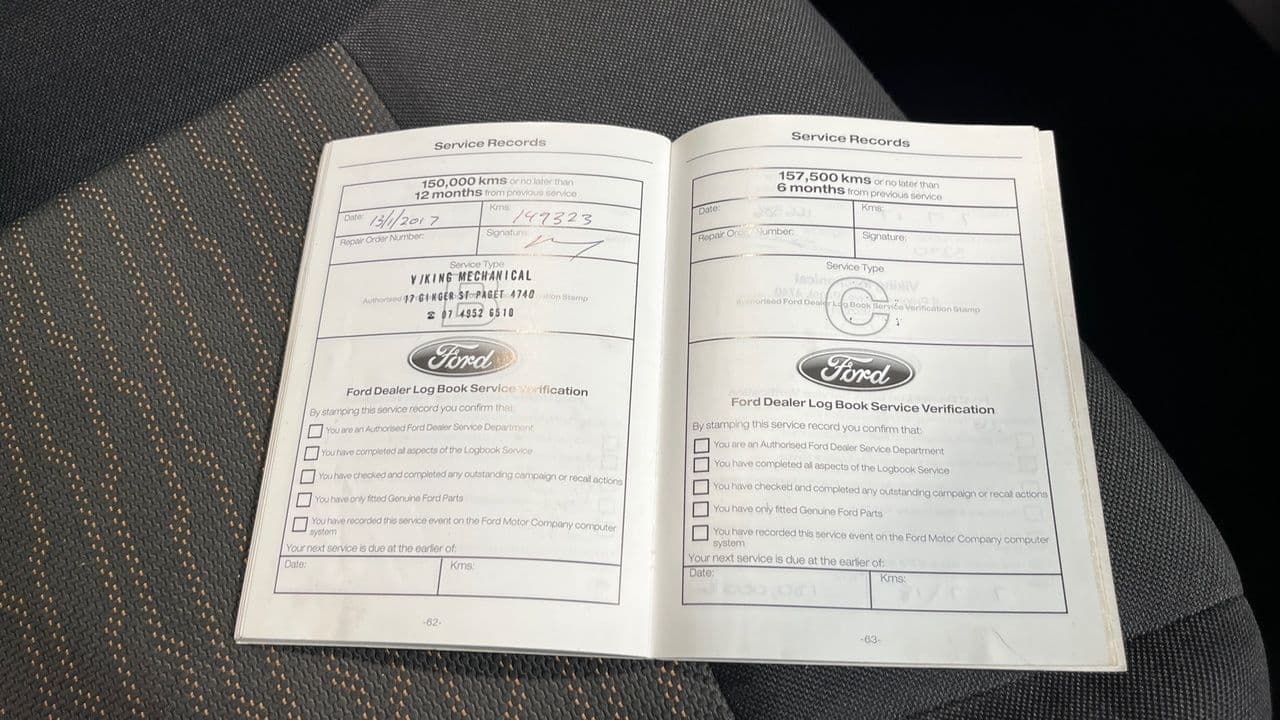 Service Records
150,000 kms or no later than
12 months from previous service
Date: 13/1/2017
Kms: 149323
Repair Order Number:
Signature:
Service Type
VIKING MECHANICAL
B
Authorised
17 GINGER ST PAGET 4740
Stamp
☎ 07 4952 6510
Ford
Ford Dealer Log Book Service Verification
By stamping this service record you confirm that:
You are an Authorised Ford Dealer Service Department
You have completed all aspects of the Logbook Service
You have checked and completed any outstanding campaign or recall actions
You have only fitted Genuine Ford Parts
You have recorded this service event on the Ford Motor Company computer
system
Your next service is due at the earlier of:
Date:
Kms:
-62-
Service Records
157,500 kms or no later than
6 months from previous service
Date:
Kms:
Repair Order Number:
Signature:
Service Type
C
Authorised Ford Dealer Log Book Service Verification Stamp
Ford
Ford Dealer Log Book Service Verification
By stamping this service record you confirm that:
You are an Authorised Ford Dealer Service Department
You have completed all aspects of the Logbook Service
You have checked and completed any outstanding campaign or recall actions
You have only fitted Genuine Ford Parts
You have recorded this service event on the Ford Motor Company computer
system
Your next service is due at the earlier of:
Date:
Kms:
-63-